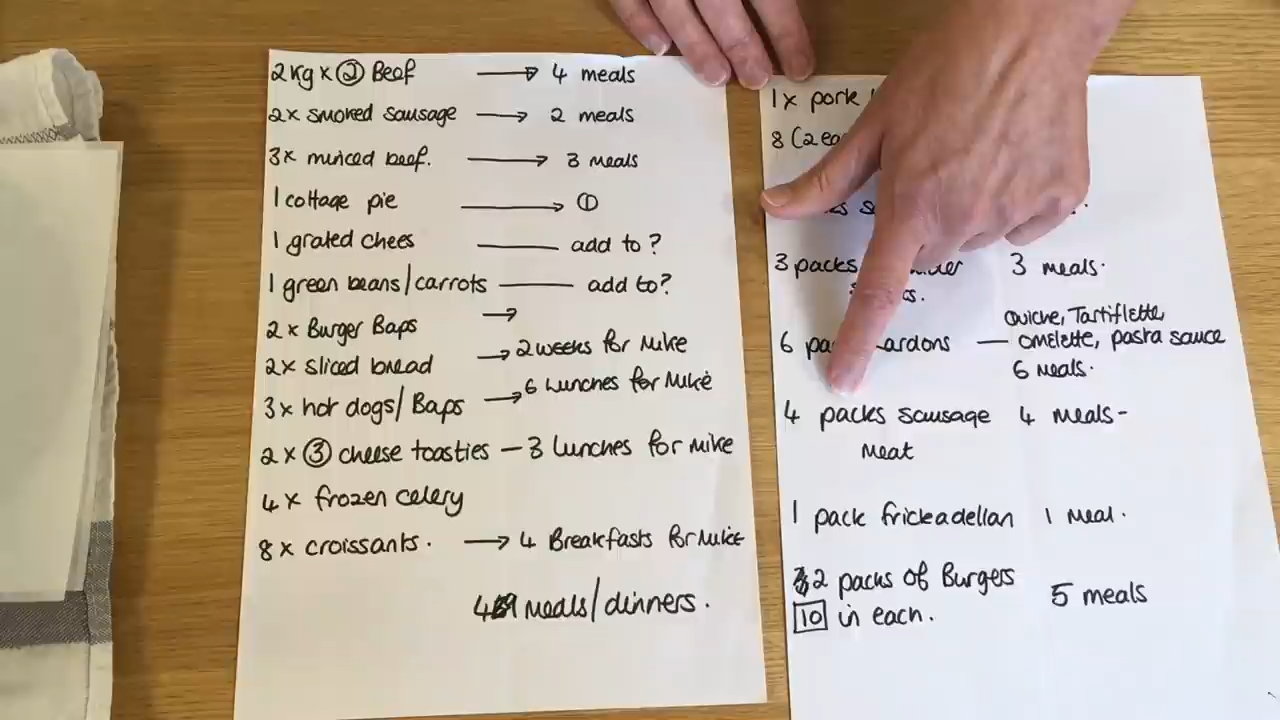 2kg x ② Beef → 4 meals
2x smoked sausage → 2 meals
3x minced beef. → 3 meals
1 cottage pie → ①
1 grated chees — add to ?
1 green beans/carrots — add to?
2 x Burger Baps →
2x sliced bread → 2 weeks for Mike
3x hot dogs/ Baps → 6 lunches for Mike
2 x ③ cheese toasties – 3 lunches for Mike
4x frozen celery
8x croissants. → 4 Breakfasts for Mike
meals/dinners.
1x pork
8 (2 ea
3 packs 3 meals.
6 lardons — Quiche, Tartiflette,
omelette, pasta sauce
6 meals.
4 packs sausage 4 meals-
meat
1 pack frickadellan 1 meal.
2 packs of Burgers
10 in each. 5 meals